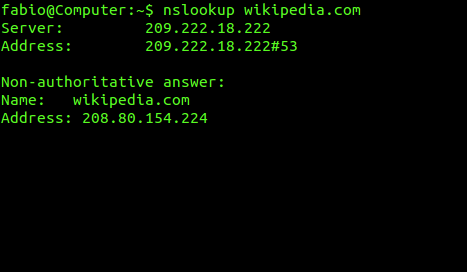 fabio@Computer:~$ nslookup wikipedia.com
Server:         209.222.18.222
Address:        209.222.18.222#53

Non-authoritative answer:
Name:   wikipedia.com
Address: 208.80.154.224